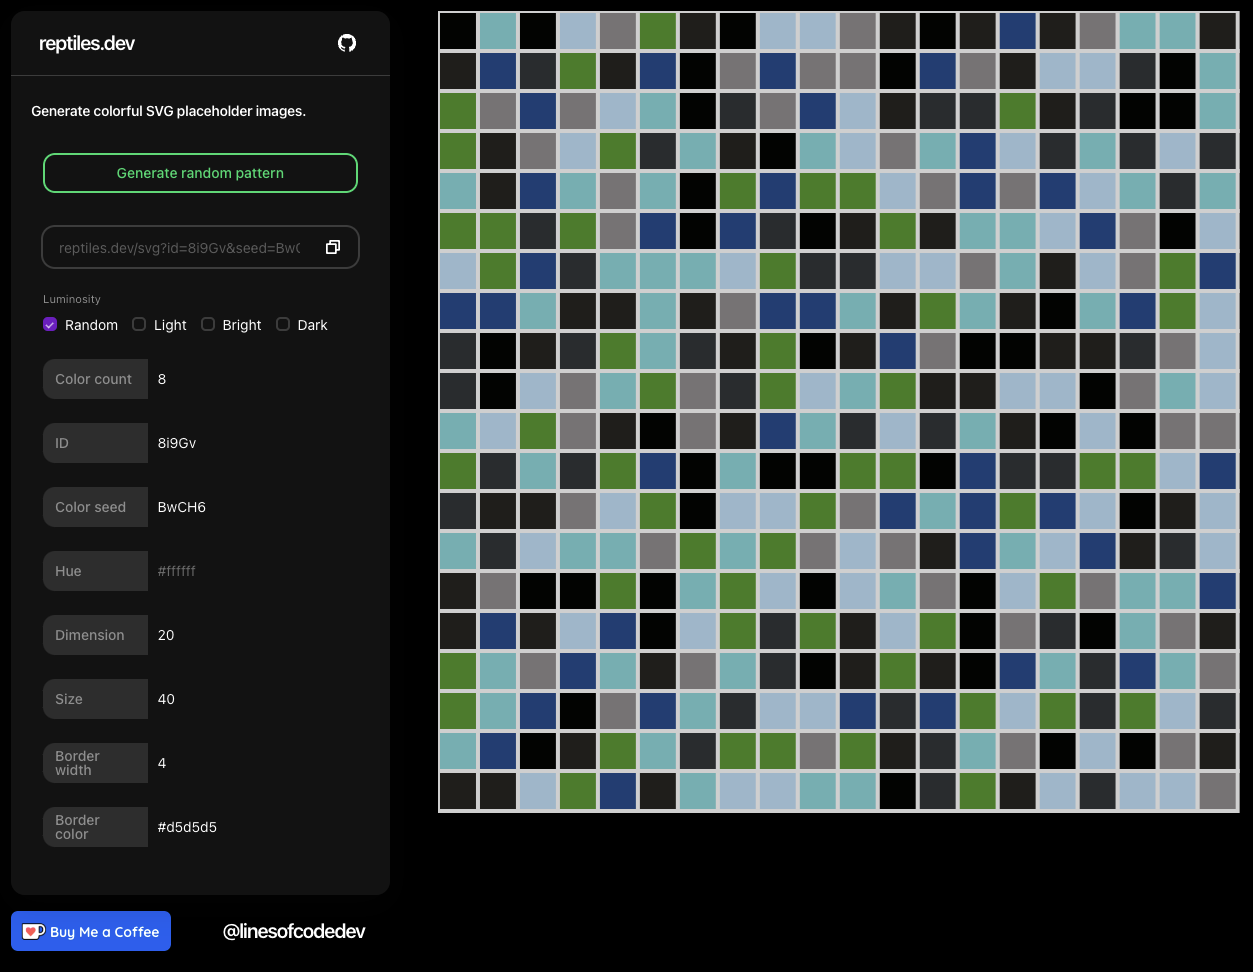 reptiles.dev
Generate colorful SVG placeholder images.
Generate random pattern
reptiles.dev/svg?id=8i9Gv&seed=BwC
Luminosity
Random Light Bright Dark
Color count 8
ID 8i9Gv
Color seed BwCH6
Hue #ffffff
Dimension 20
Size 40
Border
width 4
Border
color #d5d5d5
Buy Me a Coffee @linesofcodedev